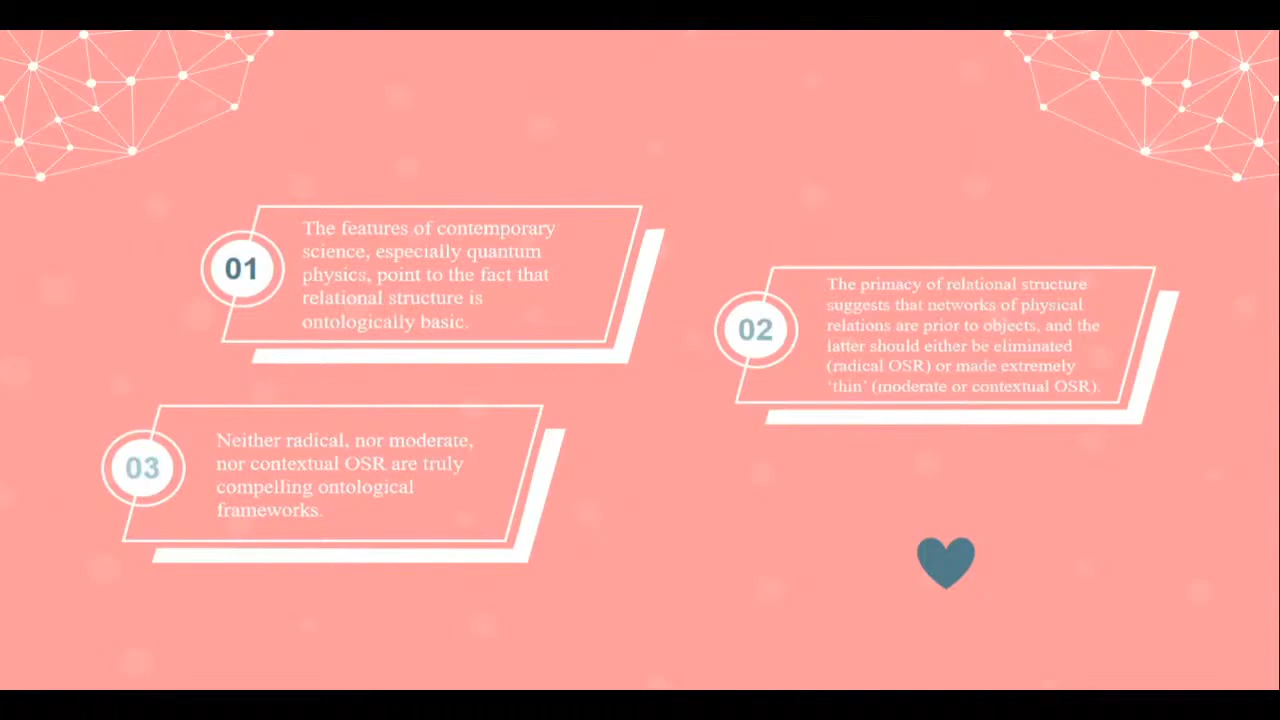 01
The features of contemporary
science, especially quantum
physics, point to the fact that
relational structure is
ontologically basic.
02
The primacy of relational structure
suggests that networks of physical
relations are prior to objects, and the
latter should either be eliminated
(radical OSR) or made extremely
‘thin’ (moderate or contextual OSR).
03
Neither radical, nor moderate,
nor contextual OSR are truly
compelling ontological
frameworks.